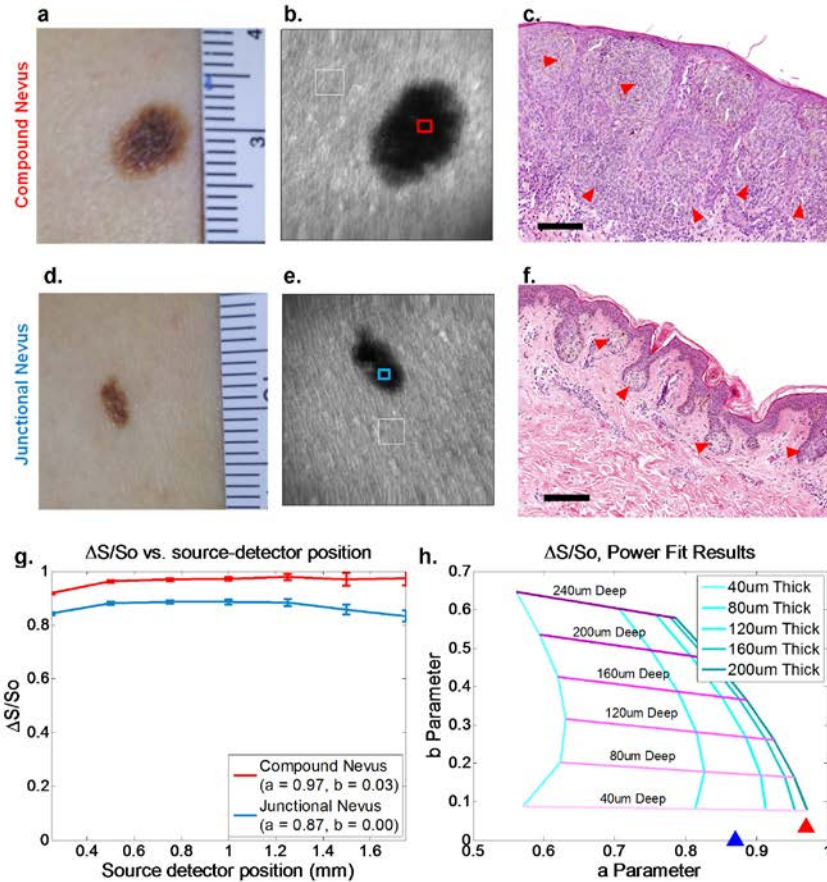 a
b.
c.
Compound Nevus
4
3
d.
e.
f.
Junctional Nevus
g.
ΔS/So vs. source-detector position
1
0.8
0.6
0.4
0.2
0
ΔS/So
0.4 0.6 0.8 1 1.2 1.4 1.6
Source detector position (mm)
Compound Nevus
(a = 0.97, b = 0.03)
Junctional Nevus
(a = 0.87, b = 0.00)
h.
ΔS/So, Power Fit Results
0.7
0.6
0.5
0.4
0.3
0.2
0.1
0
b Parameter
240um Deep
200um Deep
160um Deep
120um Deep
80um Deep
40um Deep
40um Thick
80um Thick
120um Thick
160um Thick
200um Thick
0.5 0.6 0.7 0.8 0.9 1
a Parameter